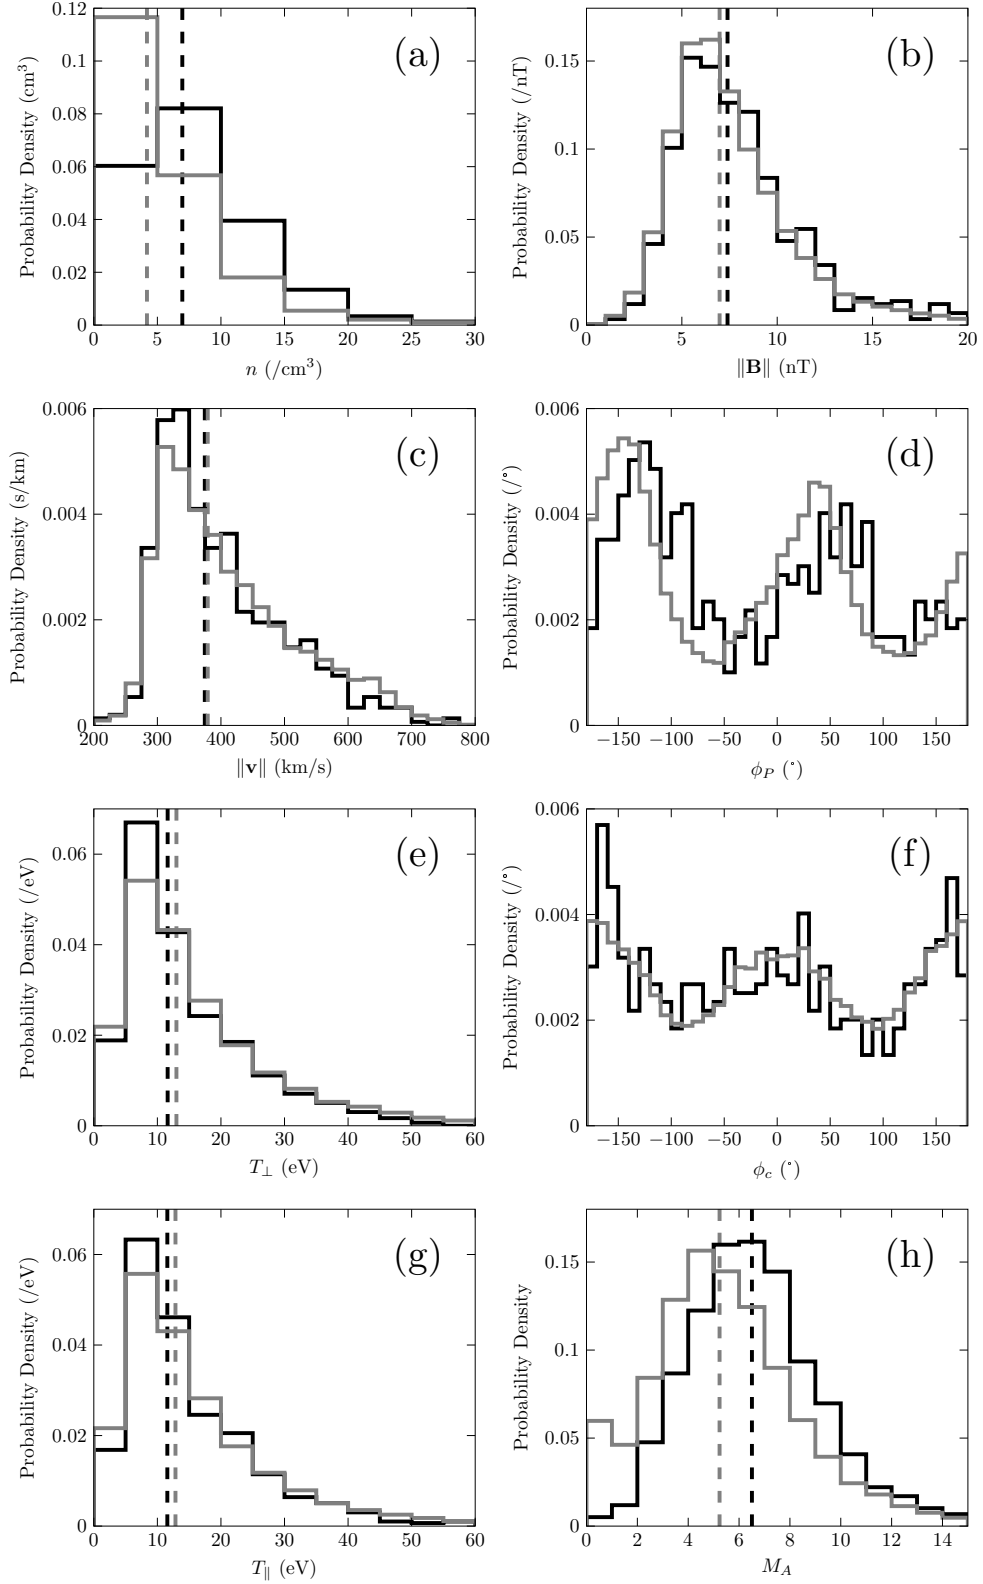 (a)
Probability Density (cm³)
0.12
0.1
0.08
0.06
0.04
0.02
0
0 5 10 15 20 25 30
n (/cm³)
(b)
Probability Density (/nT)
0.15
0.1
0.05
0
0 5 10 15 20
‖B‖ (nT)
(c)
Probability Density (s/km)
0.006
0.004
0.002
0
200 300 400 500 600 700 800
‖v‖ (km/s)
(d)
Probability Density (/°)
0.006
0.004
0.002
0
−150 −100 −50 0 50 100 150
ϕ_P (°)
(e)
Probability Density (/eV)
0.06
0.04
0.02
0
0 10 20 30 40 50 60
T_⊥ (eV)
(f)
Probability Density (/°)
0.006
0.004
0.002
0
−150 −100 −50 0 50 100 150
ϕ_c (°)
(g)
Probability Density (/eV)
0.06
0.04
0.02
0
0 10 20 30 40 50 60
T_∥ (eV)
(h)
Probability Density
0.15
0.1
0.05
0
0 2 4 6 8 10 12 14
M_A